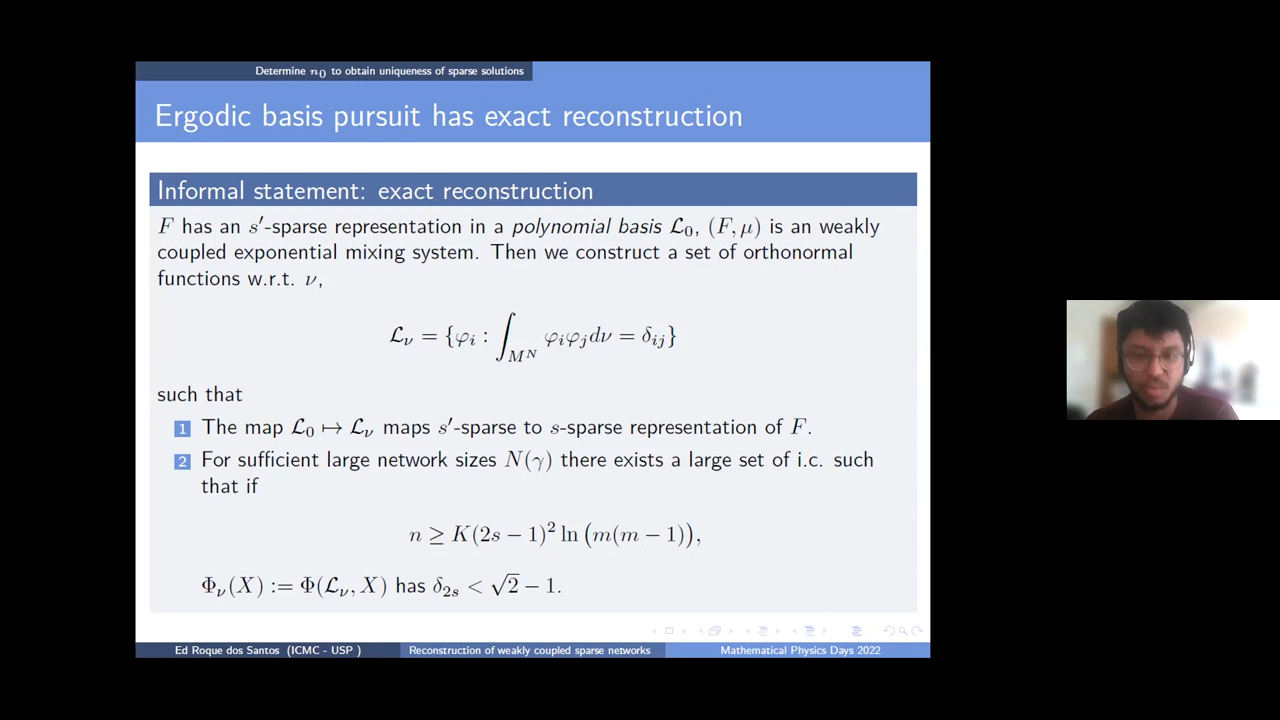 Determine n₀ to obtain uniqueness of sparse solutions
Ergodic basis pursuit has exact reconstruction
Informal statement: exact reconstruction
F has an s′-sparse representation in a polynomial basis ℒ₀, (F, μ) is an weakly
coupled exponential mixing system. Then we construct a set of orthonormal
functions w.r.t. ν,
ℒ_ν = {φ_i : ∫_{M^N} φ_i φ_j dν = δ_{ij}}
such that
1 The map ℒ₀ ↦ ℒ_ν maps s′-sparse to s-sparse representation of F.
2 For sufficient large network sizes N(γ) there exists a large set of i.c. such
that if
n ≥ K(2s − 1)² ln (m(m − 1)),
Φ_ν(X) := Φ(ℒ_ν, X) has δ_{2s} < √2 − 1.
Ed Roque dos Santos (ICMC - USP ) Reconstruction of weakly coupled sparse networks Mathematical Physics Days 2022